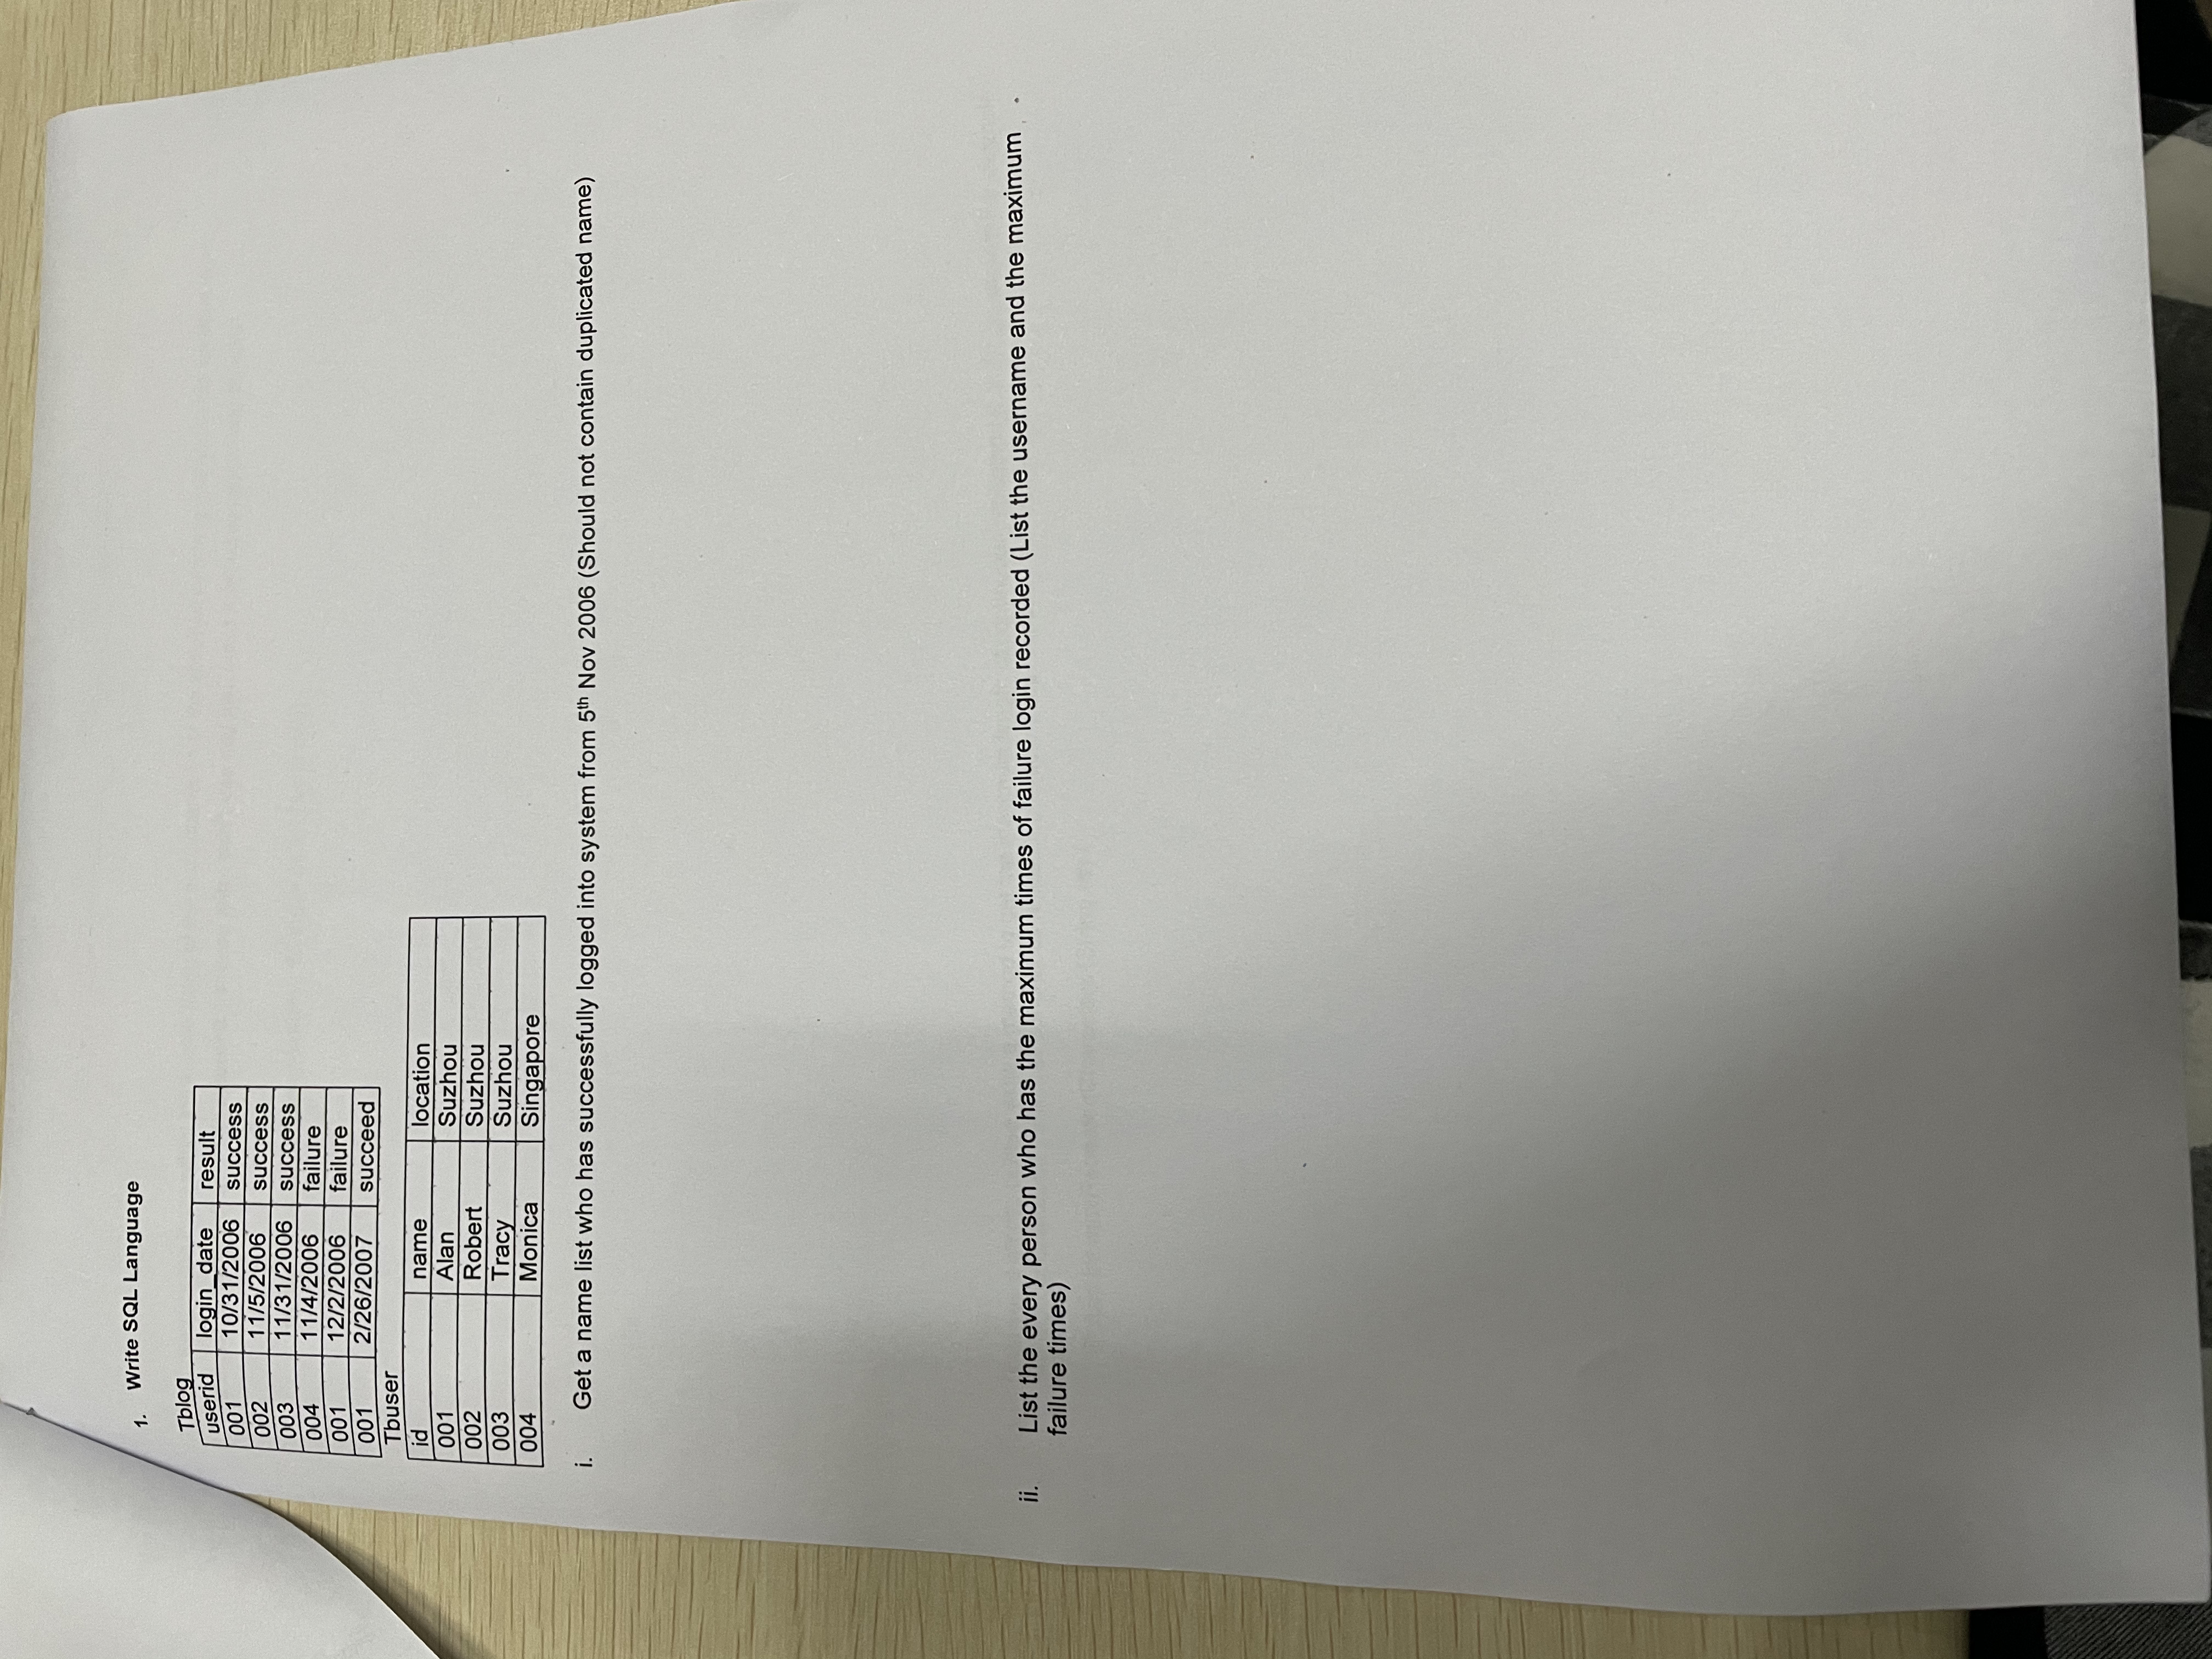 1. Write SQL Language
Tblog
userid login_date result
001 10/31/2006 success
002 11/5/2006 success
003 11/31/2006 success
004 11/4/2006 failure
001 12/2/2006 failure
001 2/26/2007 succeed
Tbuser
id name location
001 Alan Suzhou
002 Robert Suzhou
003 Tracy Suzhou
004 Monica Singapore
i. Get a name list who has successfully logged into system from 5th Nov 2006 (Should not contain duplicated name)
ii. List the every person who has the maximum times of failure login recorded (List the username and the maximum
failure times)